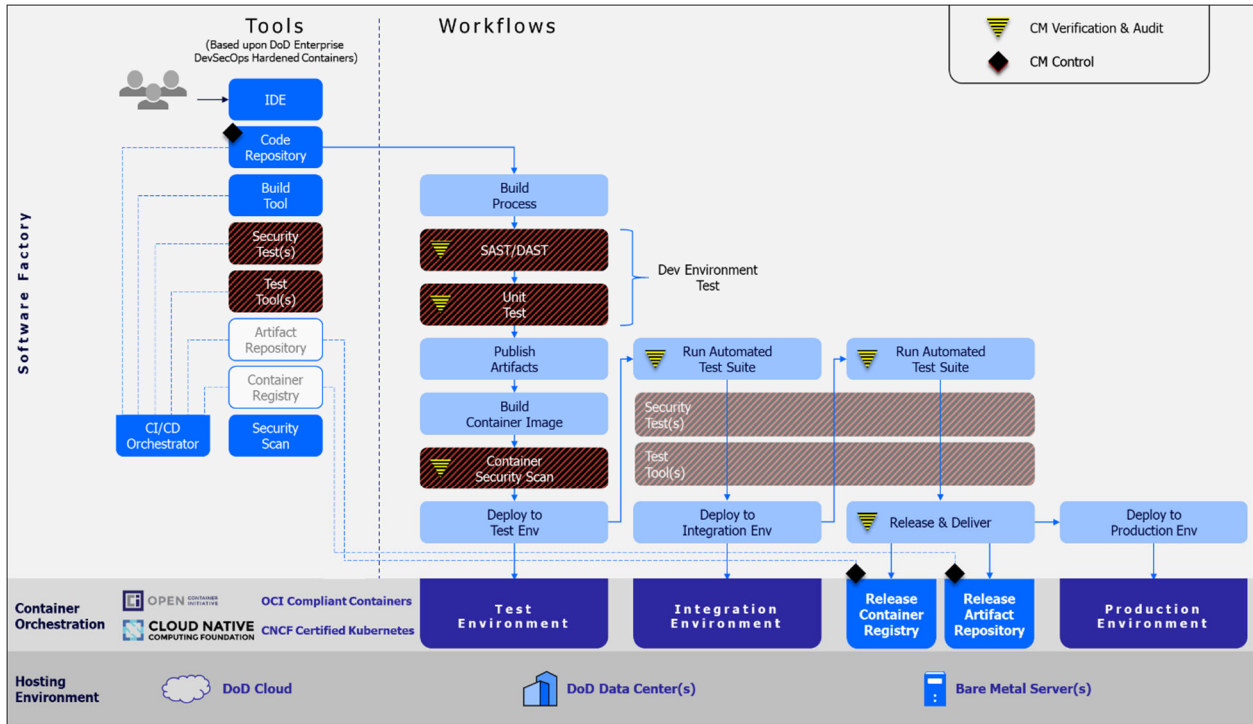 Tools
(Based upon DoD Enterprise
DevSecOps Hardened Containers)
Workflows
CM Verification & Audit
CM Control
Software Factory
IDE
Code
Repository
Build
Tool
Security
Test(s)
Test
Tool(s)
Artifact
Repository
Container
Registry
CI/CD
Orchestrator
Security
Scan
Build
Process
SAST/DAST
Unit
Test
Dev Environment
Test
Publish
Artifacts
Build
Container Image
Container
Security Scan
Deploy to
Test Env
Run Automated
Test Suite
Run Automated
Test Suite
Security
Test(s)
Test
Tool(s)
Deploy to
Integration Env
Release & Deliver
Deploy to
Production Env
Container
Orchestration
OPEN CONTAINER INITIATIVE
OCI Compliant Containers
CLOUD NATIVE
COMPUTING FOUNDATION
CNCF Certified Kubernetes
Test
Environment
Integration
Environment
Release
Container
Registry
Release
Artifact
Repository
Production
Environment
Hosting
Environment
DoD Cloud
DoD Data Center(s)
Bare Metal Server(s)